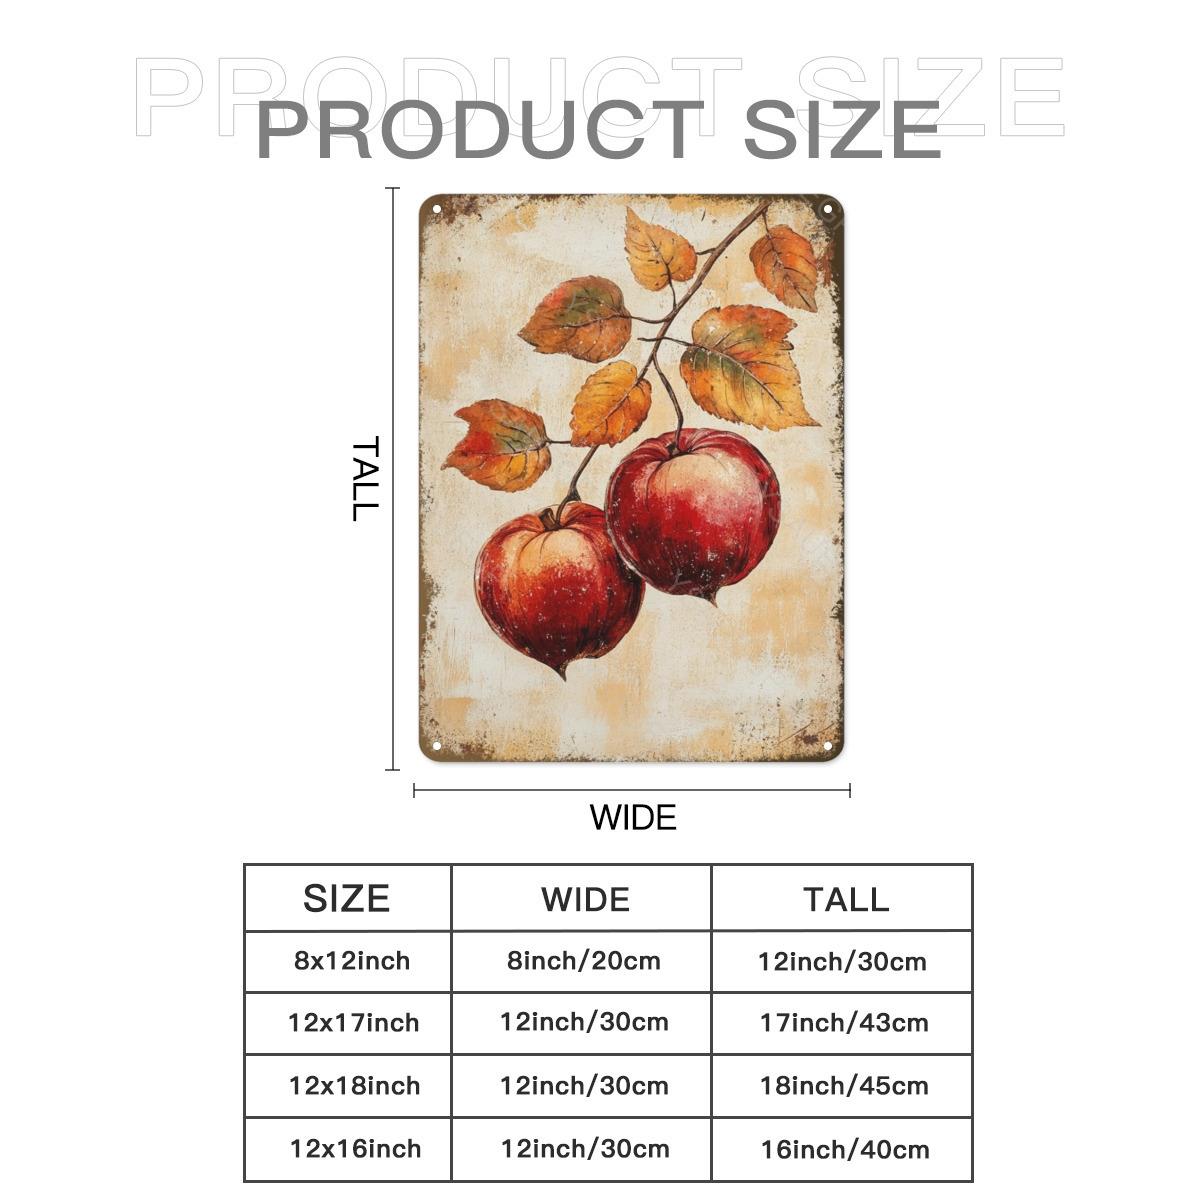 PRODUCT SIZE
PRODUCT SIZE
TALL
WIDE
SIZE WIDE TALL
8x12inch 8inch/20cm 12inch/30cm
12x17inch 12inch/30cm 17inch/43cm
12x18inch 12inch/30cm 18inch/45cm
12x16inch 12inch/30cm 16inch/40cm